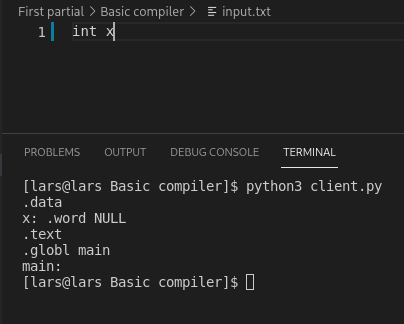 First partial > Basic compiler > input.txt
1 int x
PROBLEMS OUTPUT DEBUG CONSOLE TERMINAL
[lars@lars Basic compiler]$ python3 client.py
.data
x: .word NULL
.text
.globl main
main:
[lars@lars Basic compiler]$